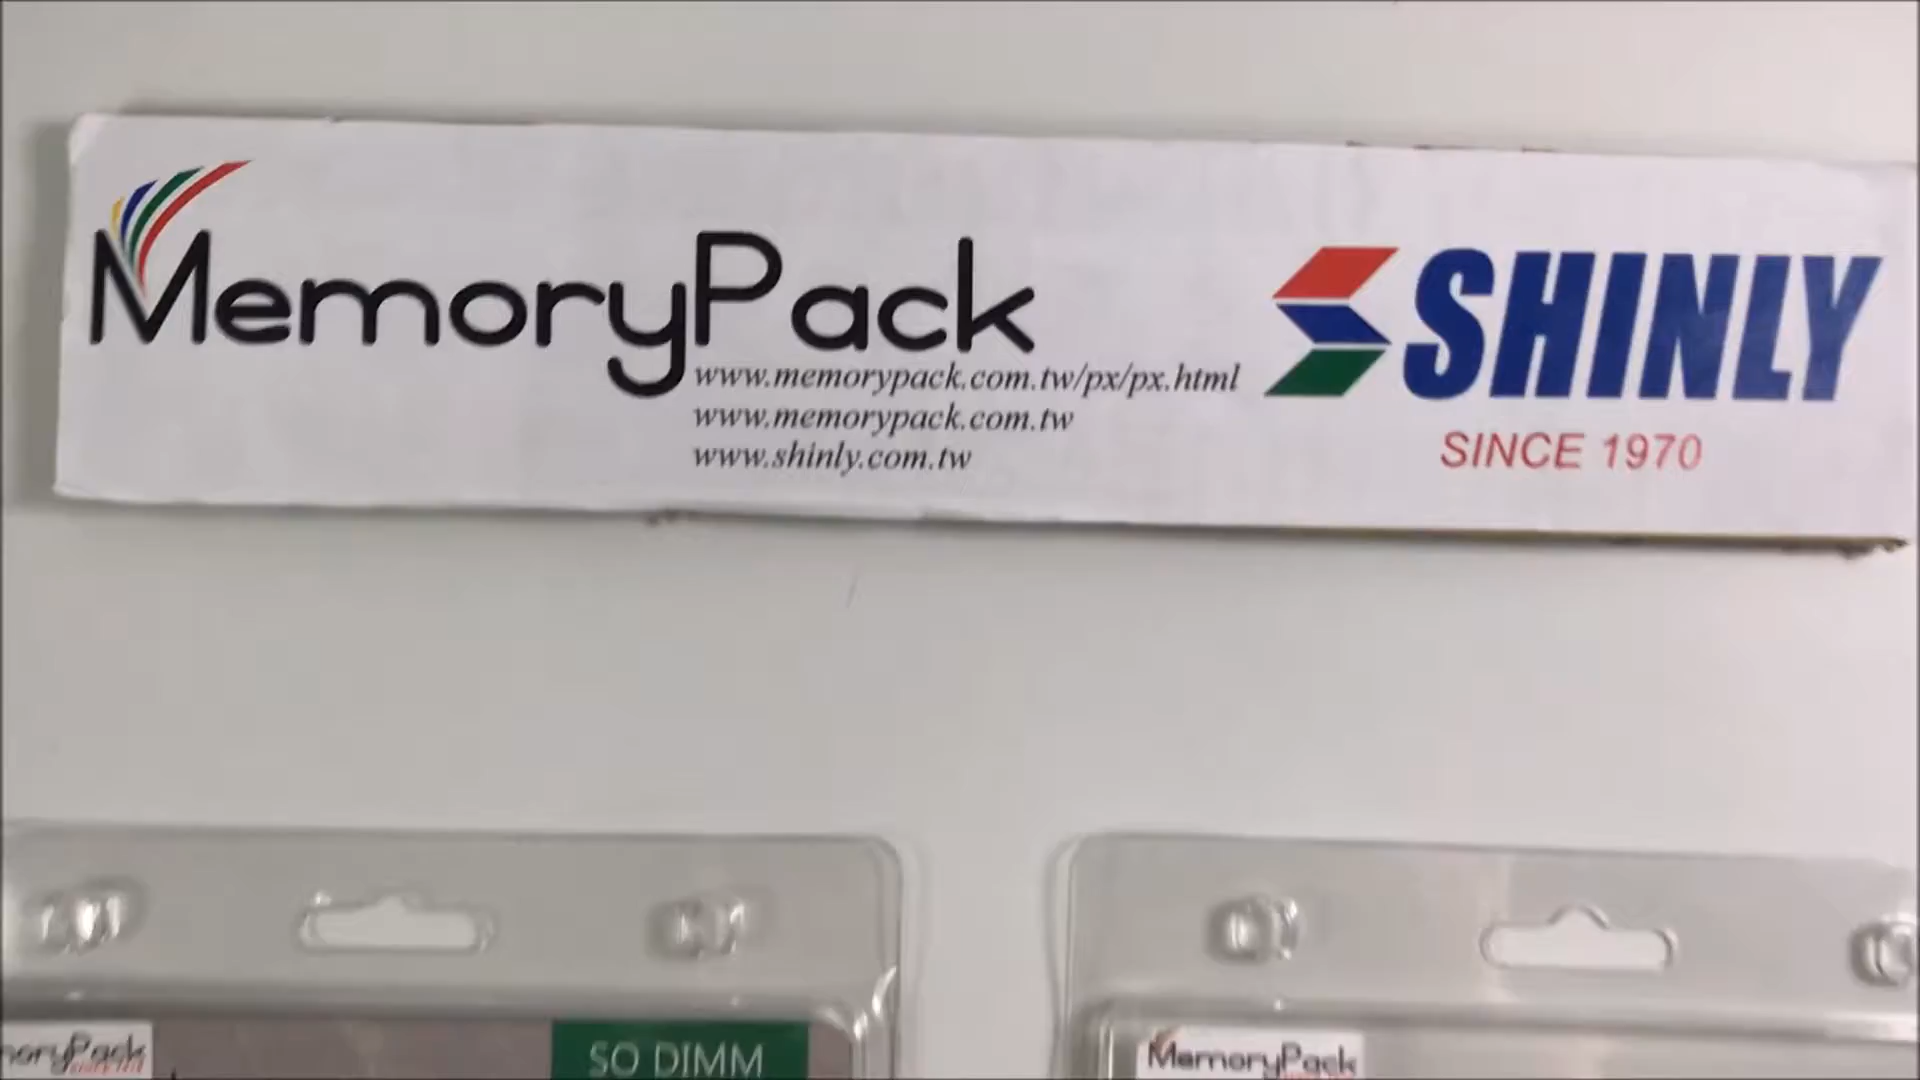 MemoryPack
www.memorypack.com.tw/px/px.html
www.memorypack.com.tw
www.shinly.com.tw
SHINLY
SINCE 1970
SO DIMM
MemoryPack